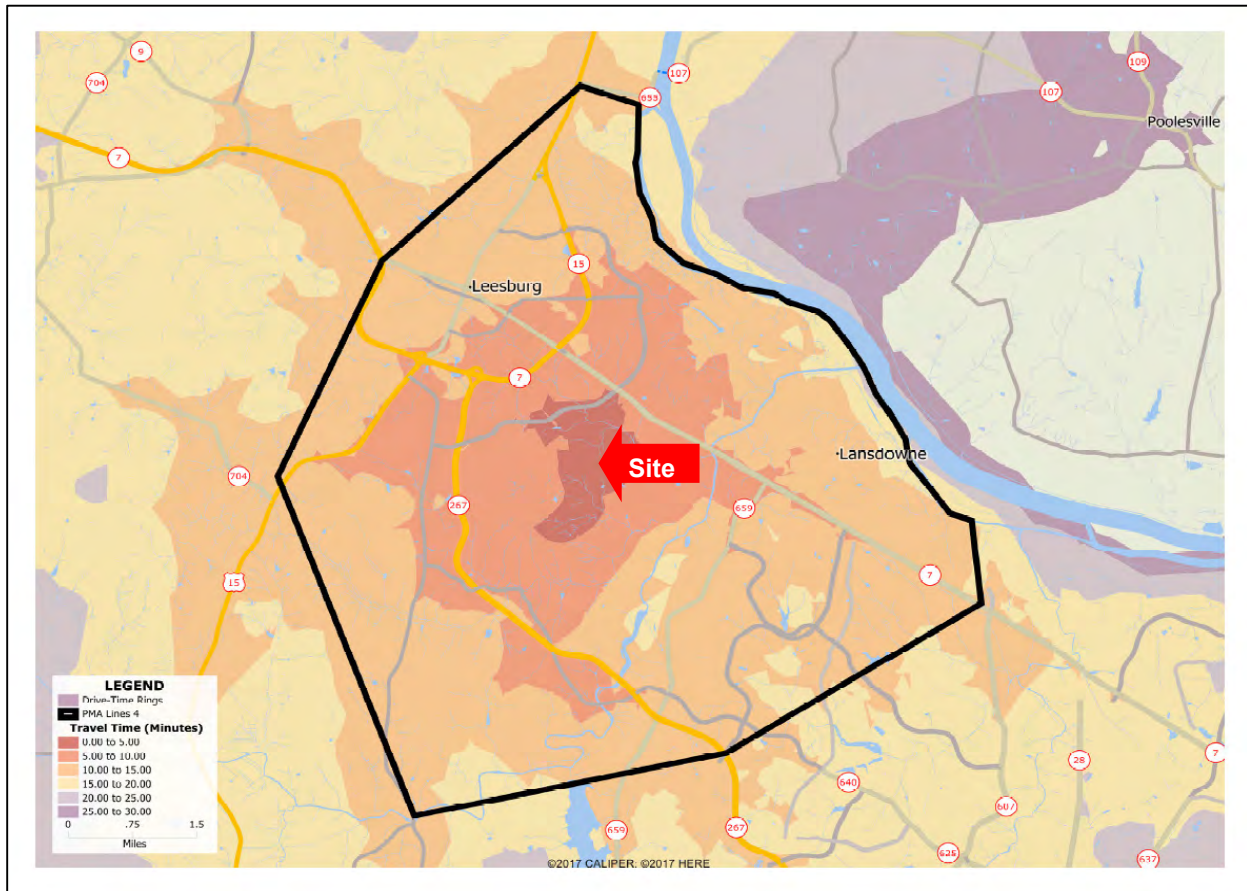 9
704
107
109
653
107
Poolesville
7
15
Leesburg
7
Site
Lansdowne
704
267
659
15
7
LEGEND
Drive-Time Rings
PMA Lines 4
Travel Time (Minutes)
0.00 to 5.00
5.00 to 10.00
10.00 to 15.00
15.00 to 20.00
20.00 to 25.00
25.00 to 30.00
0 .75 1.5
Miles
7
28
640
607
659
267
625
637
©2017 CALIPER; ©2017 HERE